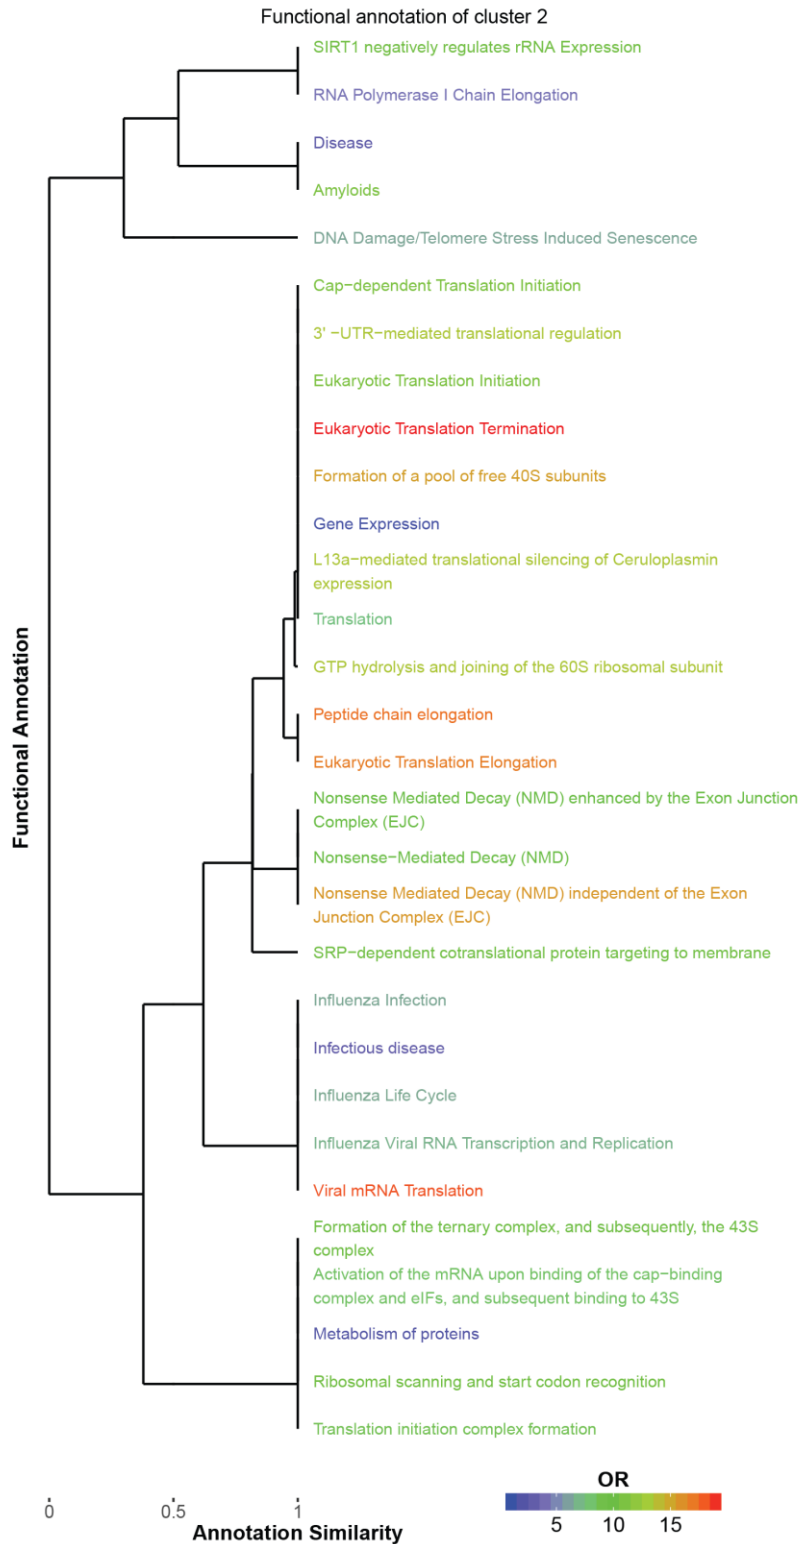 Functional annotation of cluster 2
SIRT1 negatively regulates rRNA Expression
RNA Polymerase I Chain Elongation
Disease
Amyloids
DNA Damage/Telomere Stress Induced Senescence
Cap−dependent Translation Initiation
3' −UTR−mediated translational regulation
Eukaryotic Translation Initiation
Eukaryotic Translation Termination
Formation of a pool of free 40S subunits
Gene Expression
L13a−mediated translational silencing of Ceruloplasmin
expression
Translation
GTP hydrolysis and joining of the 60S ribosomal subunit
Peptide chain elongation
Eukaryotic Translation Elongation
Nonsense Mediated Decay (NMD) enhanced by the Exon Junction
Complex (EJC)
Nonsense−Mediated Decay (NMD)
Nonsense Mediated Decay (NMD) independent of the Exon
Junction Complex (EJC)
SRP−dependent cotranslational protein targeting to membrane
Influenza Infection
Infectious disease
Influenza Life Cycle
Influenza Viral RNA Transcription and Replication
Viral mRNA Translation
Formation of the ternary complex, and subsequently, the 43S
complex
Activation of the mRNA upon binding of the cap−binding
complex and eIFs, and subsequent binding to 43S
Metabolism of proteins
Ribosomal scanning and start codon recognition
Translation initiation complex formation
Functional Annotation
0 0.5 1
Annotation Similarity
OR
5 10 15